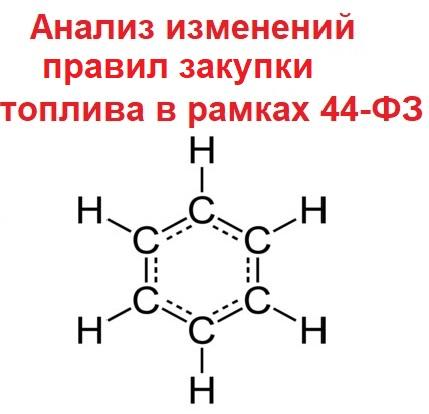 Анализ изменений
правил закупки
топлива в рамках 44-ФЗ
H
H H
C
C C
C C
C
H H
H